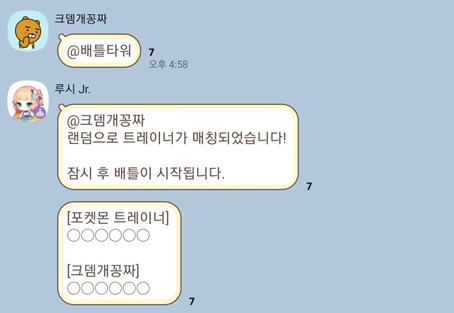 크뎀개꽁짜
@배틀타워
7
오후 4:58
루시 Jr.
@크뎀개꽁짜
랜덤으로 트레이너가 매칭되었습니다!
잠시 후 배틀이 시작됩니다.
7
[포켓몬 트레이너]
○○○○○○
[크뎀개꽁짜]
○○○○○○
7